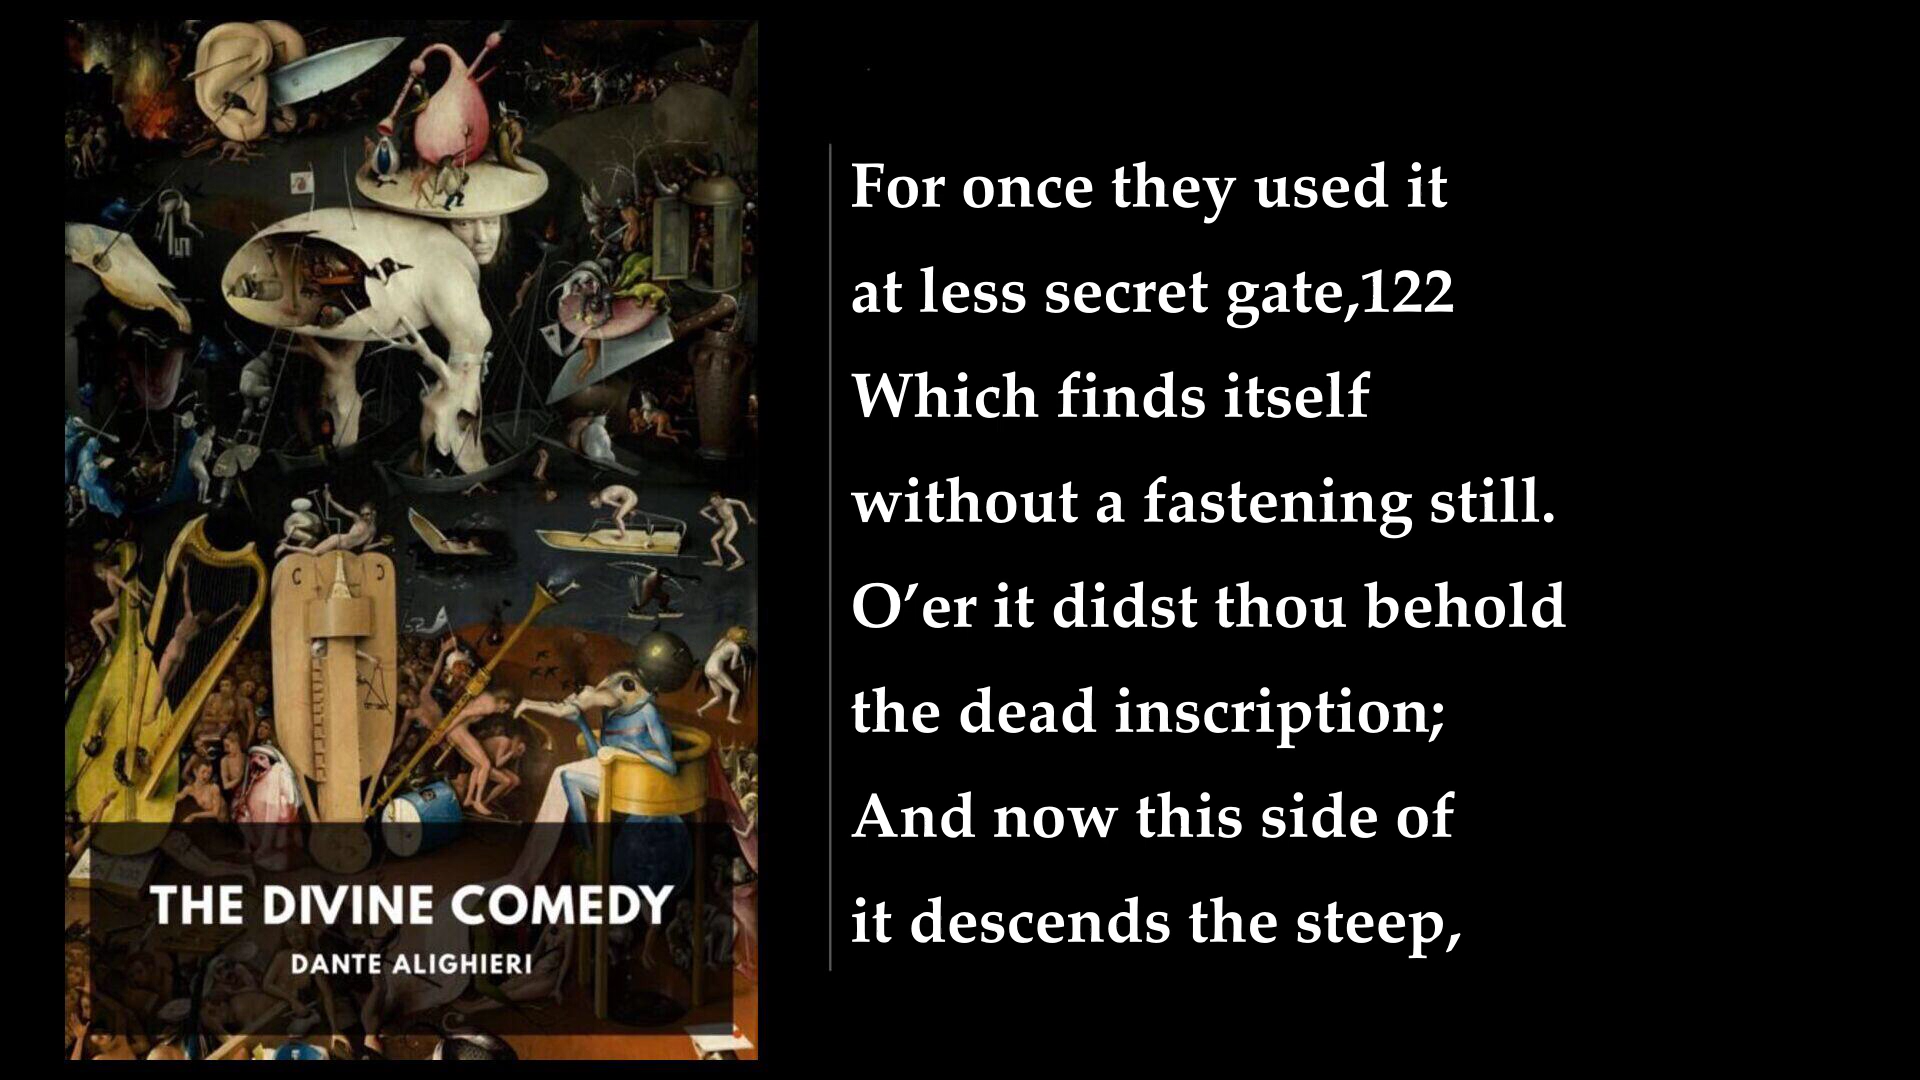 THE DIVINE COMEDY
DANTE ALIGHIERI
For once they used it
at less secret gate,122
Which finds itself
without a fastening still.
O’er it didst thou behold
the dead inscription;
And now this side of
it descends the steep,